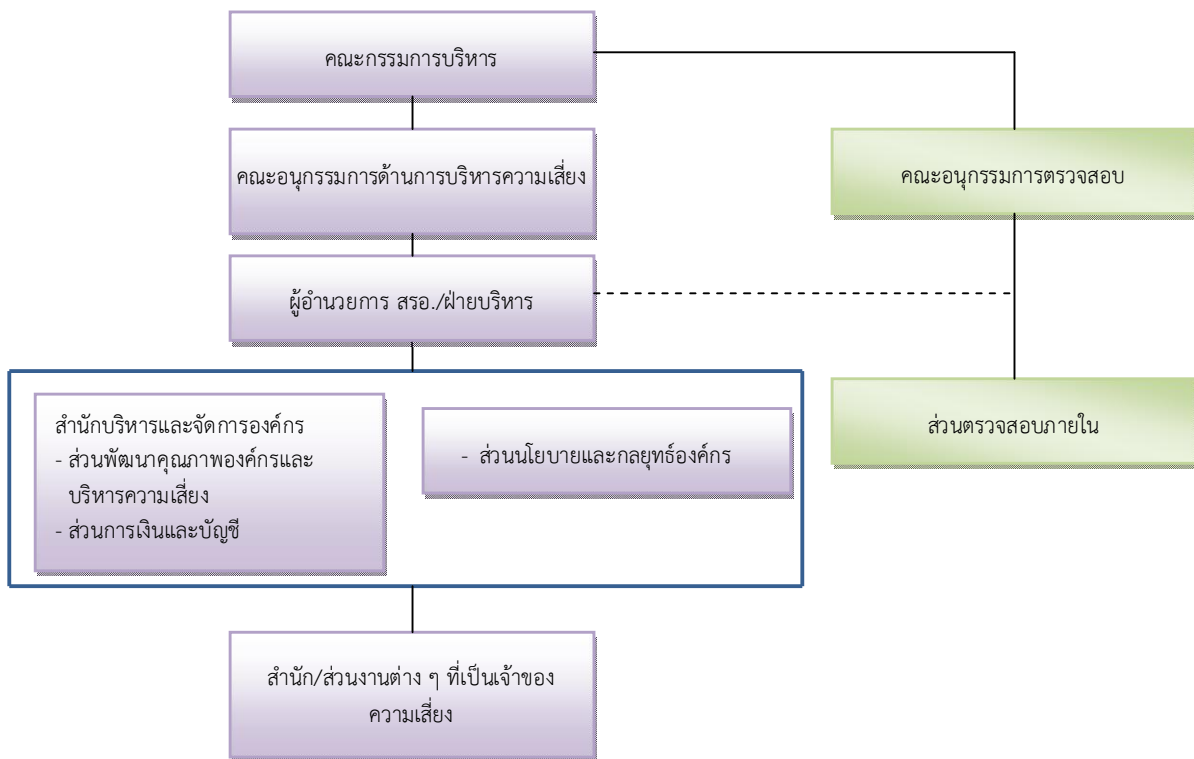 คณะกรรมการบริหาร
คณะอนุกรรมการด้านการบริหารความเสี่ยง
คณะอนุกรรมการตรวจสอบ
ผู้อำนวยการ สรอ./ฝ่ายบริหาร
สำนักบริหารและจัดการองค์กร
- ส่วนพัฒนาคุณภาพองค์กรและ
บริหารความเสี่ยง
- ส่วนการเงินและบัญชี
- ส่วนนโยบายและกลยุทธ์องค์กร
ส่วนตรวจสอบภายใน
สำนัก/ส่วนงานต่าง ๆ ที่เป็นเจ้าของ
ความเสี่ยง